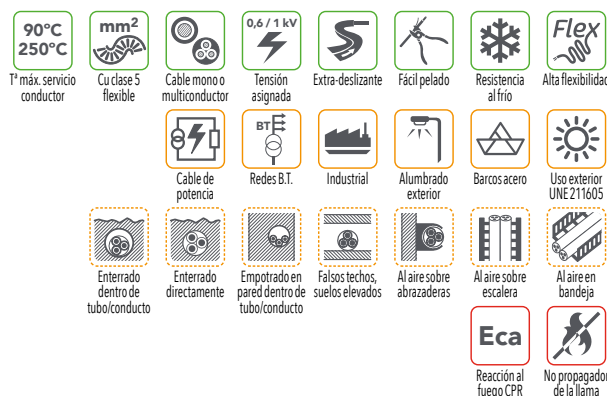 90°C
250°C
mm²
0,6 / 1 kV
Flex
Tª máx. servicio
conductor
Cu clase 5
flexible
Cable mono o
multiconductor
Tensión
asignada
Extra-deslizante
Fácil pelado
Resistencia
al frío
Alta flexibilidad
BT
Cable de
potencia
Redes B.T.
Industrial
Alumbrado
exterior
Barcos acero
Uso exterior
UNE 211605
Enterrado
dentro de
tubo/conducto
Enterrado
directamente
Empotrado en
pared dentro de
tubo/conducto
Falsos techos,
suelos elevados
Al aire sobre
abrazaderas
Al aire sobre
escalera
Al aire en
bandeja
Eca
Reacción al
fuego CPR
No propagador
de la llama